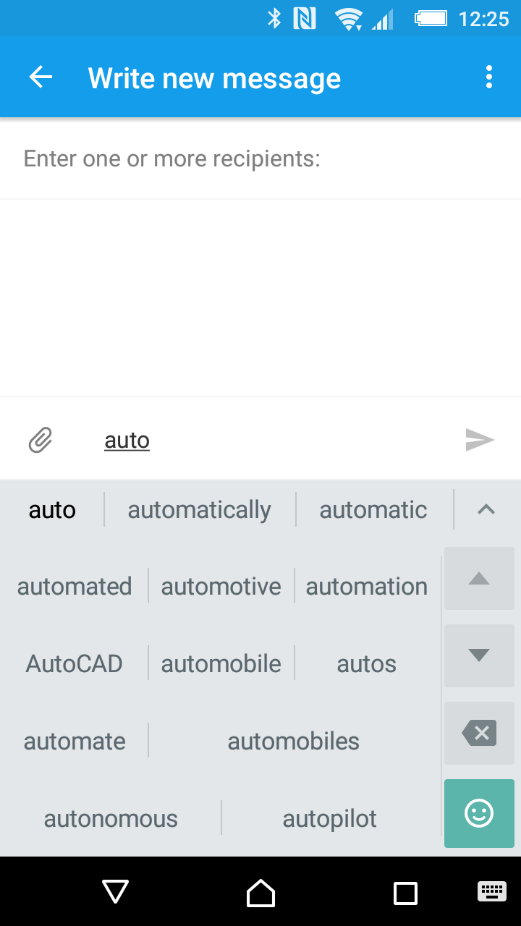 12:25
Write new message
Enter one or more recipients:
auto
auto automatically automatic
automated automotive automation
AutoCAD automobile autos
automate automobiles
autonomous autopilot